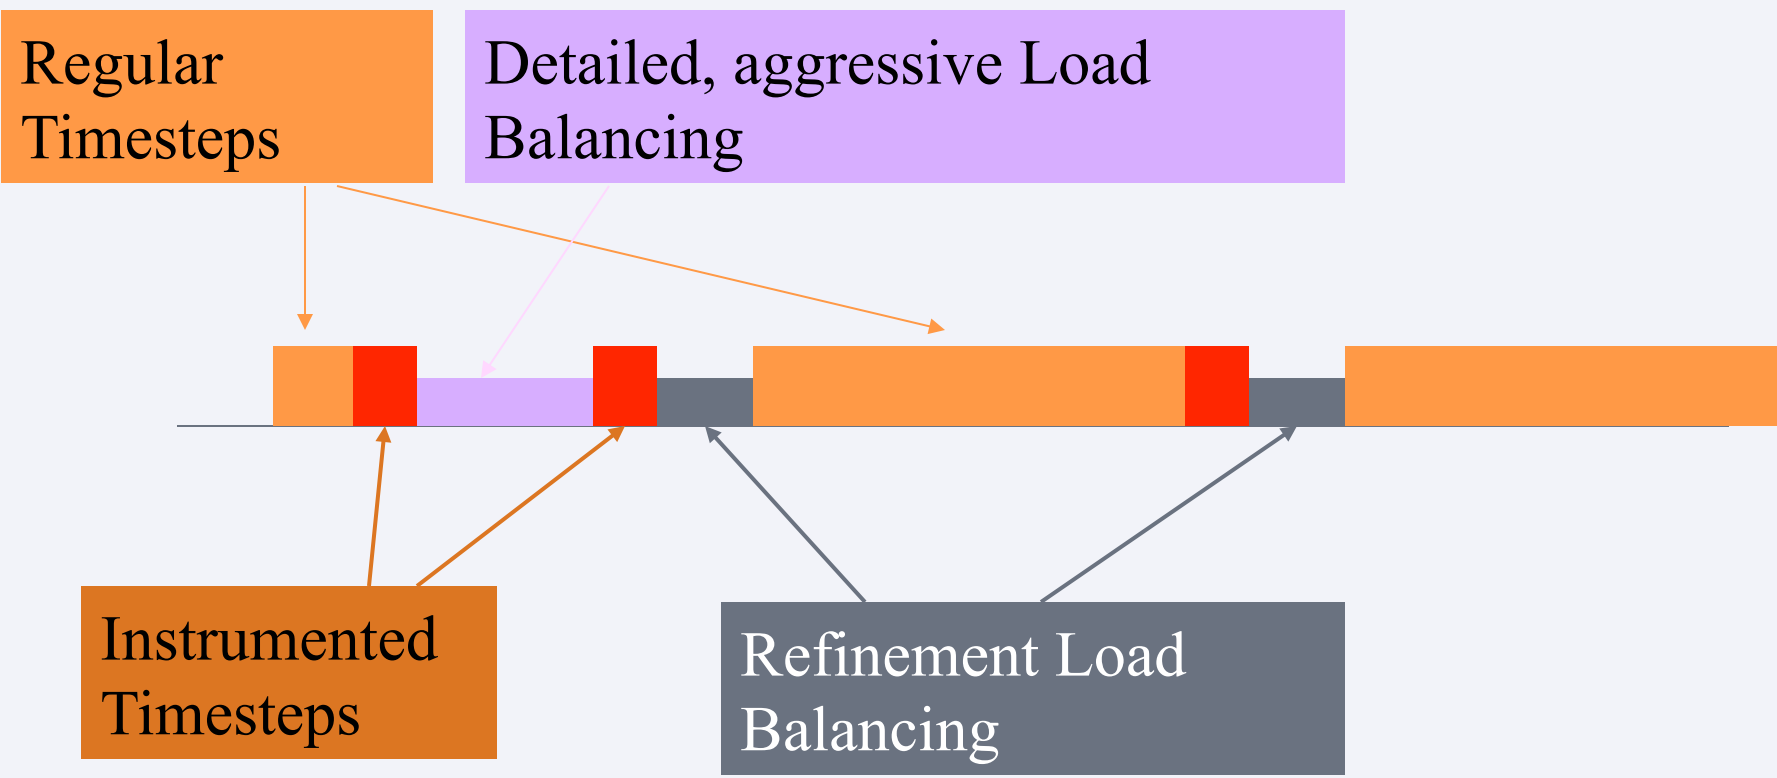 Regular
Timesteps
Detailed, aggressive Load
Balancing
Instrumented
Timesteps
Refinement Load
Balancing